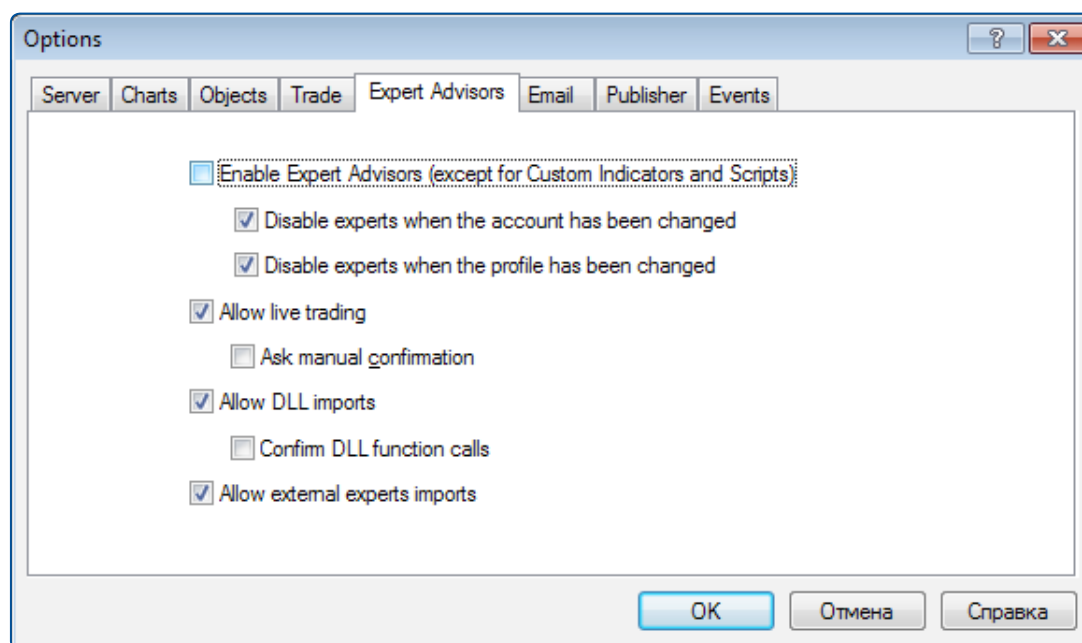 Options
Server Charts Objects Trade Expert Advisors Email Publisher Events
Enable Expert Advisors (except for Custom Indicators and Scripts)
Disable experts when the account has been changed
Disable experts when the profile has been changed
Allow live trading
Ask manual confirmation
Allow DLL imports
Confirm DLL function calls
Allow external experts imports
OK Отмена Справка